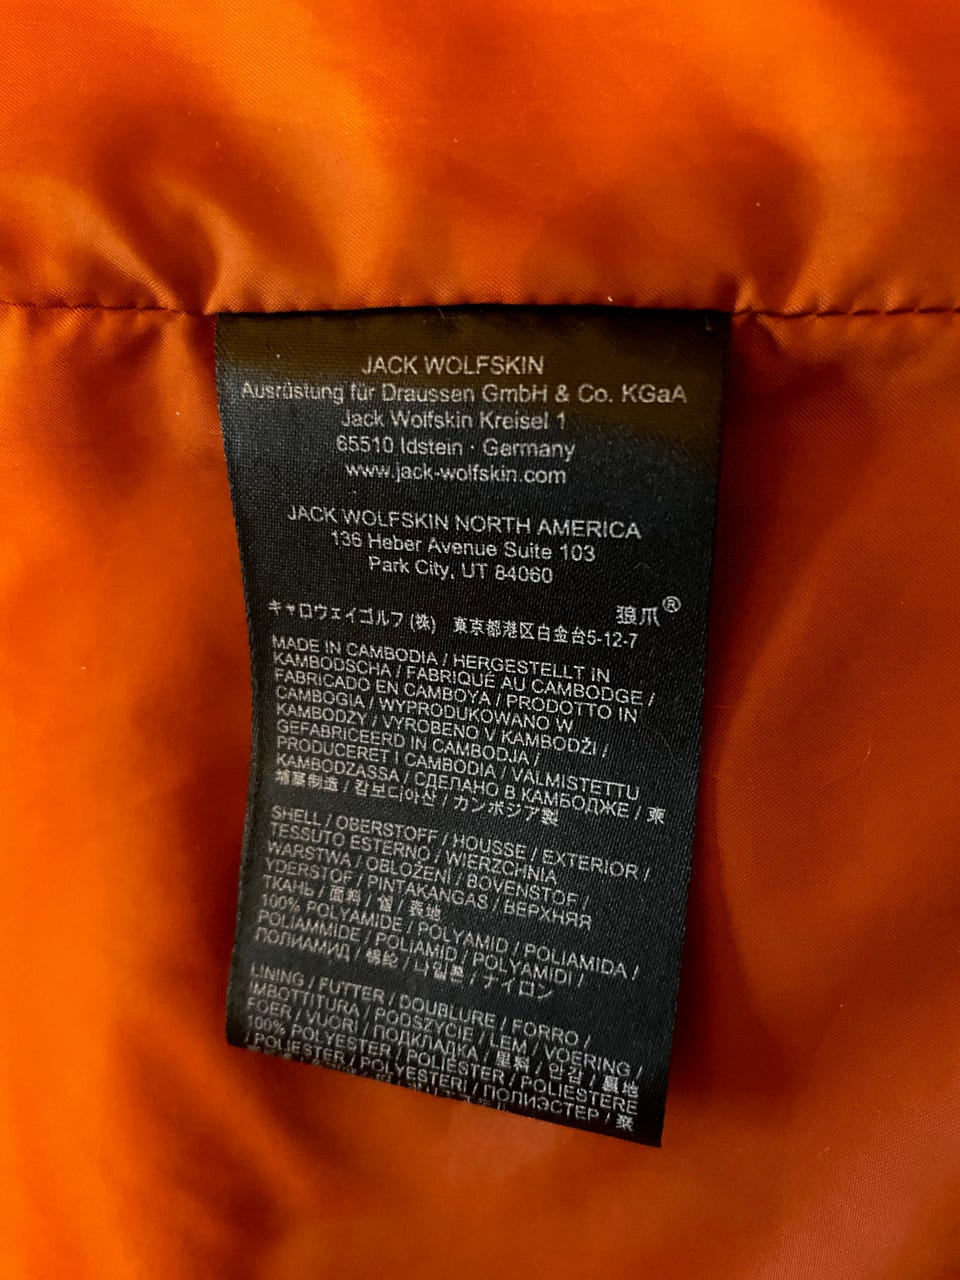 JACK WOLFSKIN
Ausrüstung für Draussen GmbH & Co. KGaA
Jack Wolfskin Kreisel 1
65510 Idstein · Germany
www.jack-wolfskin.com
JACK WOLFSKIN NORTH AMERICA
136 Heber Avenue Suite 103
Park City, UT 84060
狼爪®
キャロウェイゴルフ (株) 東京都港区白金台5-12-7
MADE IN CAMBODIA / HERGESTELLT IN
KAMBODSCHA / FABRIQUÉ AU CAMBODGE /
FABRICADO EN CAMBOYA / PRODOTTO IN
CAMBOGIA / WYPRODUKOWANO W
KAMBODŻY / VYROBENO V KAMBODŽI /
GEFABRICEERD IN CAMBODJA /
PRODUCERET I CAMBODIA / VALMISTETTU
KAMBODZASSA / СДЕЛАНО В КАМБОДЖЕ / 東
埔寨制造 / 캄보디아산 / カンボジア製
SHELL / OBERSTOFF / HOUSSE / EXTERIOR /
TESSUTO ESTERNO / WIERZCHNIA
WARSTWA / OBLOŽENÍ / BOVENSTOF /
YDERSTOF / PINTAKANGAS / ВЕРХНЯЯ
ТКАНЬ / 面料 / 겉 / 表地
100% POLYAMIDE / POLYAMID / POLIAMIDA /
POLIAMMIDE / POLIAMID / POLYAMIDI /
ПОЛИАМИД / 锦纶 / 나일론 / ナイロン
LINING / FUTTER / DOUBLURE / FORRO /
IMBOTTITURA / PODSZYCIE / LEM / VOERING /
FOER / VUORI / ПОДКЛАДКА / 里料 / 안감 / 裏地
100% POLYESTER / POLIÉSTER / POLIESTERE
/ POLIESTER / POLYESTERI / ПОЛИЭСТЕР / 聚